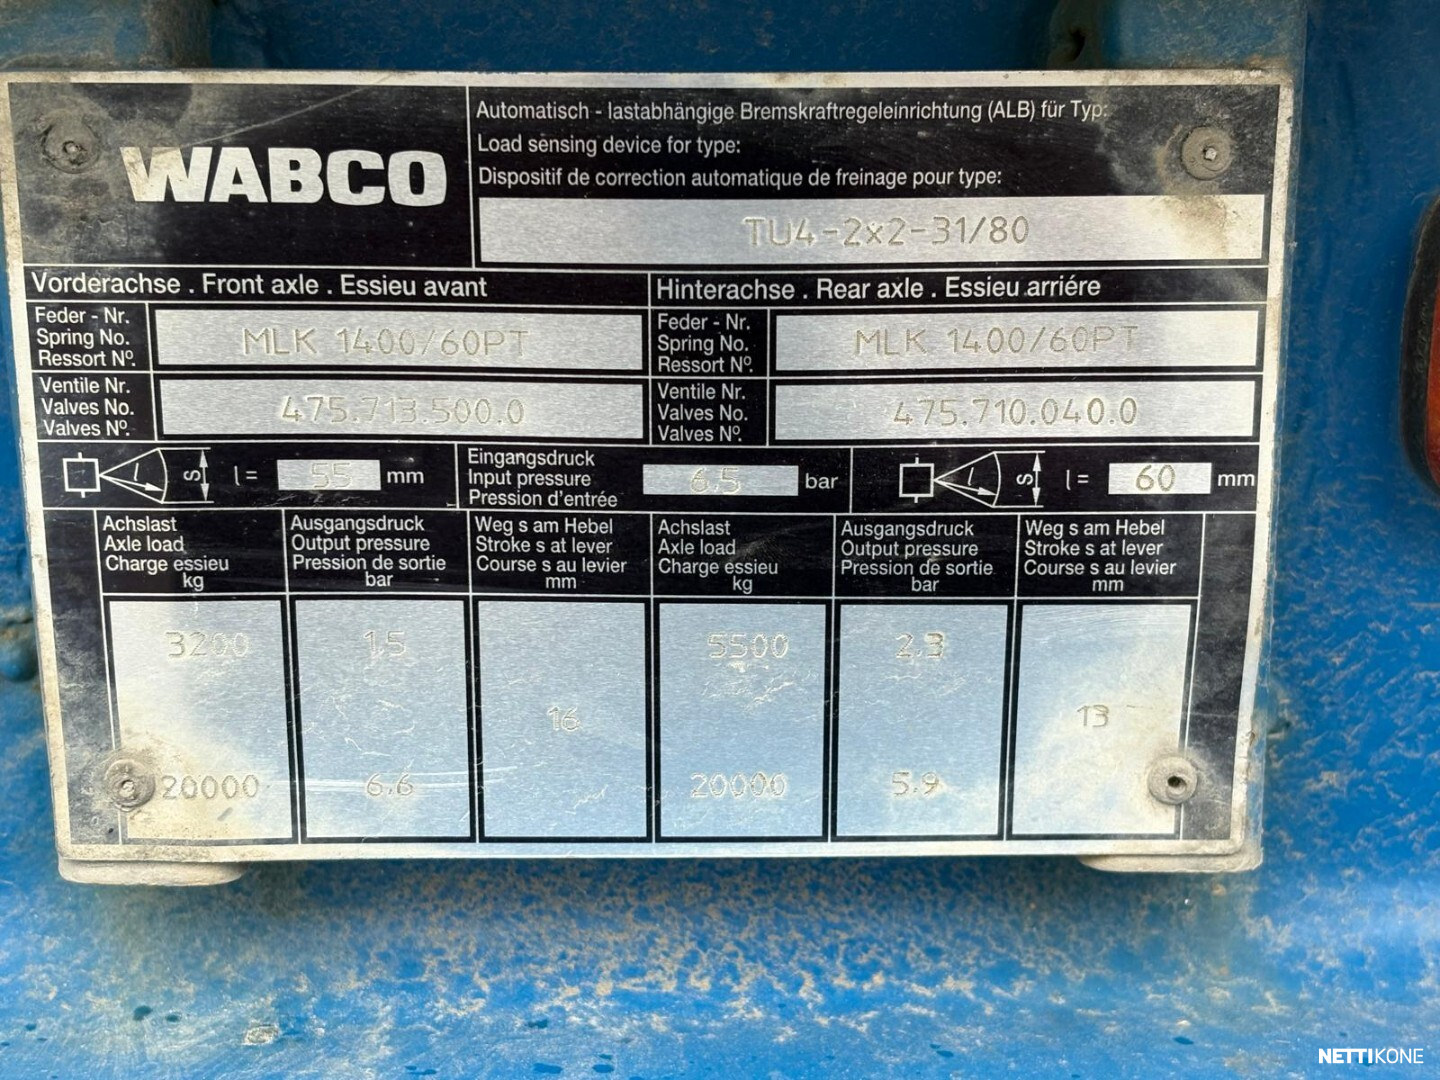 WABCO
Automatisch - lastabhängige Bremskraftregeleinrichtung (ALB) für Typ:
Load sensing device for type:
Dispositif de correction automatique de freinage pour type:
TU4-2x2-31/80
Vorderachse . Front axle . Essieu avant
Hinterachse . Rear axle . Essieu arriére
Feder - Nr.
Spring No.
Ressort Nº.
MLK 1400/60PT
Feder - Nr.
Spring No.
Ressort Nº.
MLK 1400/60PT
Ventile Nr.
Valves No.
Valves Nº.
475.713.500.0
Ventile Nr.
Valves No.
Valves Nº.
475.710.040.0
l S l = 55 mm
Eingangsdruck
Input pressure
Pression d'entrée
6.5 bar
l S l = 60 mm
Achslast
Axle load
Charge essieu
kg
Ausgangsdruck
Output pressure
Pression de sortie
bar
Weg s am Hebel
Stroke s at lever
Course s au levier
mm
Achslast
Axle load
Charge essieu
kg
Ausgangsdruck
Output pressure
Pression de sortie
bar
Weg s am Hebel
Stroke s at lever
Course s au levier
mm
3200 1.5 5500 2.3
16 13
20000 6.6 20000 5.9
NETTIKONE